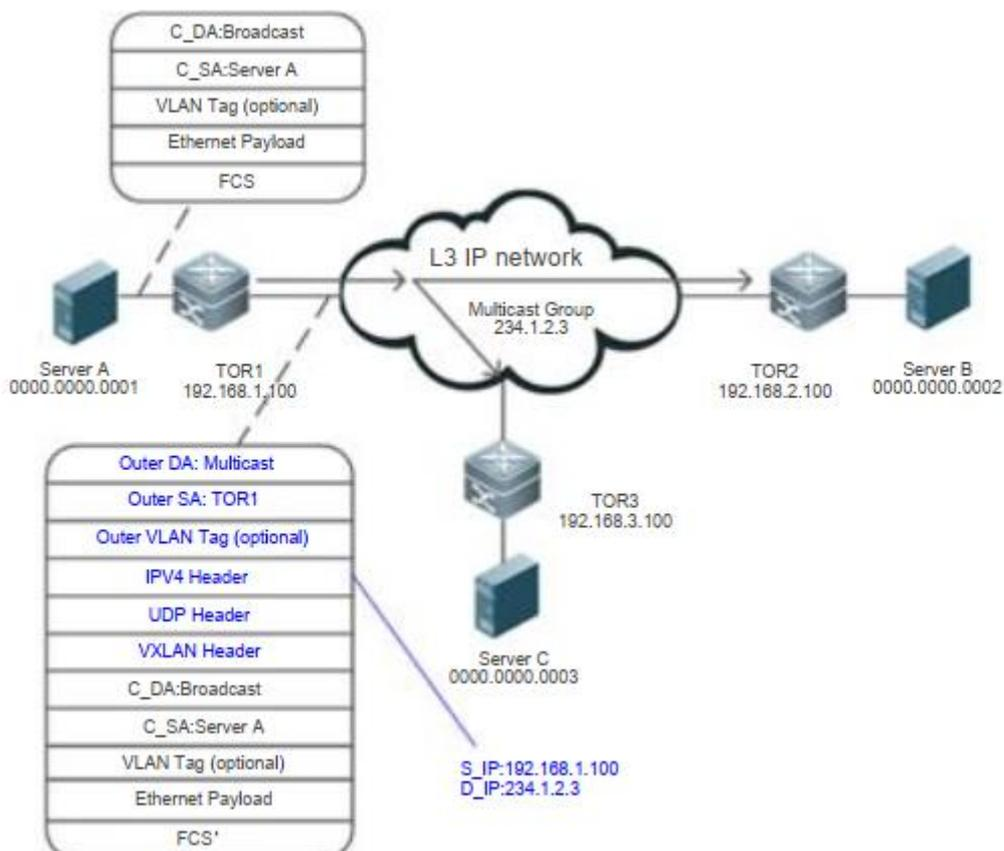 C_DA:Broadcast
C_SA:Server A
VLAN Tag (optional)
Ethernet Payload
FCS
L3 IP network
Multicast Group
234.1.2.3
Server A
0000.0000.0001
TOR1
192.168.1.100
TOR2
192.168.2.100
Server B
0000.0000.0002
TOR3
192.168.3.100
Server C
0000.0000.0003
Outer DA: Multicast
Outer SA: TOR1
Outer VLAN Tag (optional)
IPV4 Header
UDP Header
VXLAN Header
C_DA:Broadcast
C_SA:Server A
VLAN Tag (optional)
Ethernet Payload
FCS'
S_IP:192.168.1.100
D_IP:234.1.2.3